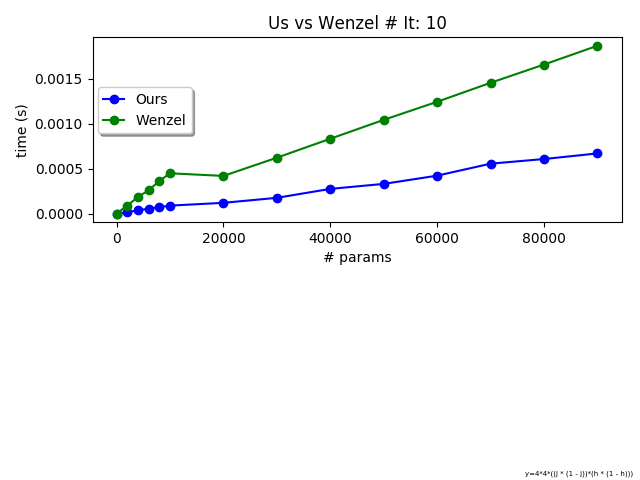 Us vs Wenzel # It: 10
0.0015
0.0010
0.0005
0.0000
time (s)
Ours
Wenzel
0 20000 40000 60000 80000
# params
y=4*4*((j * (1 - j))*(h * (1 - h)))